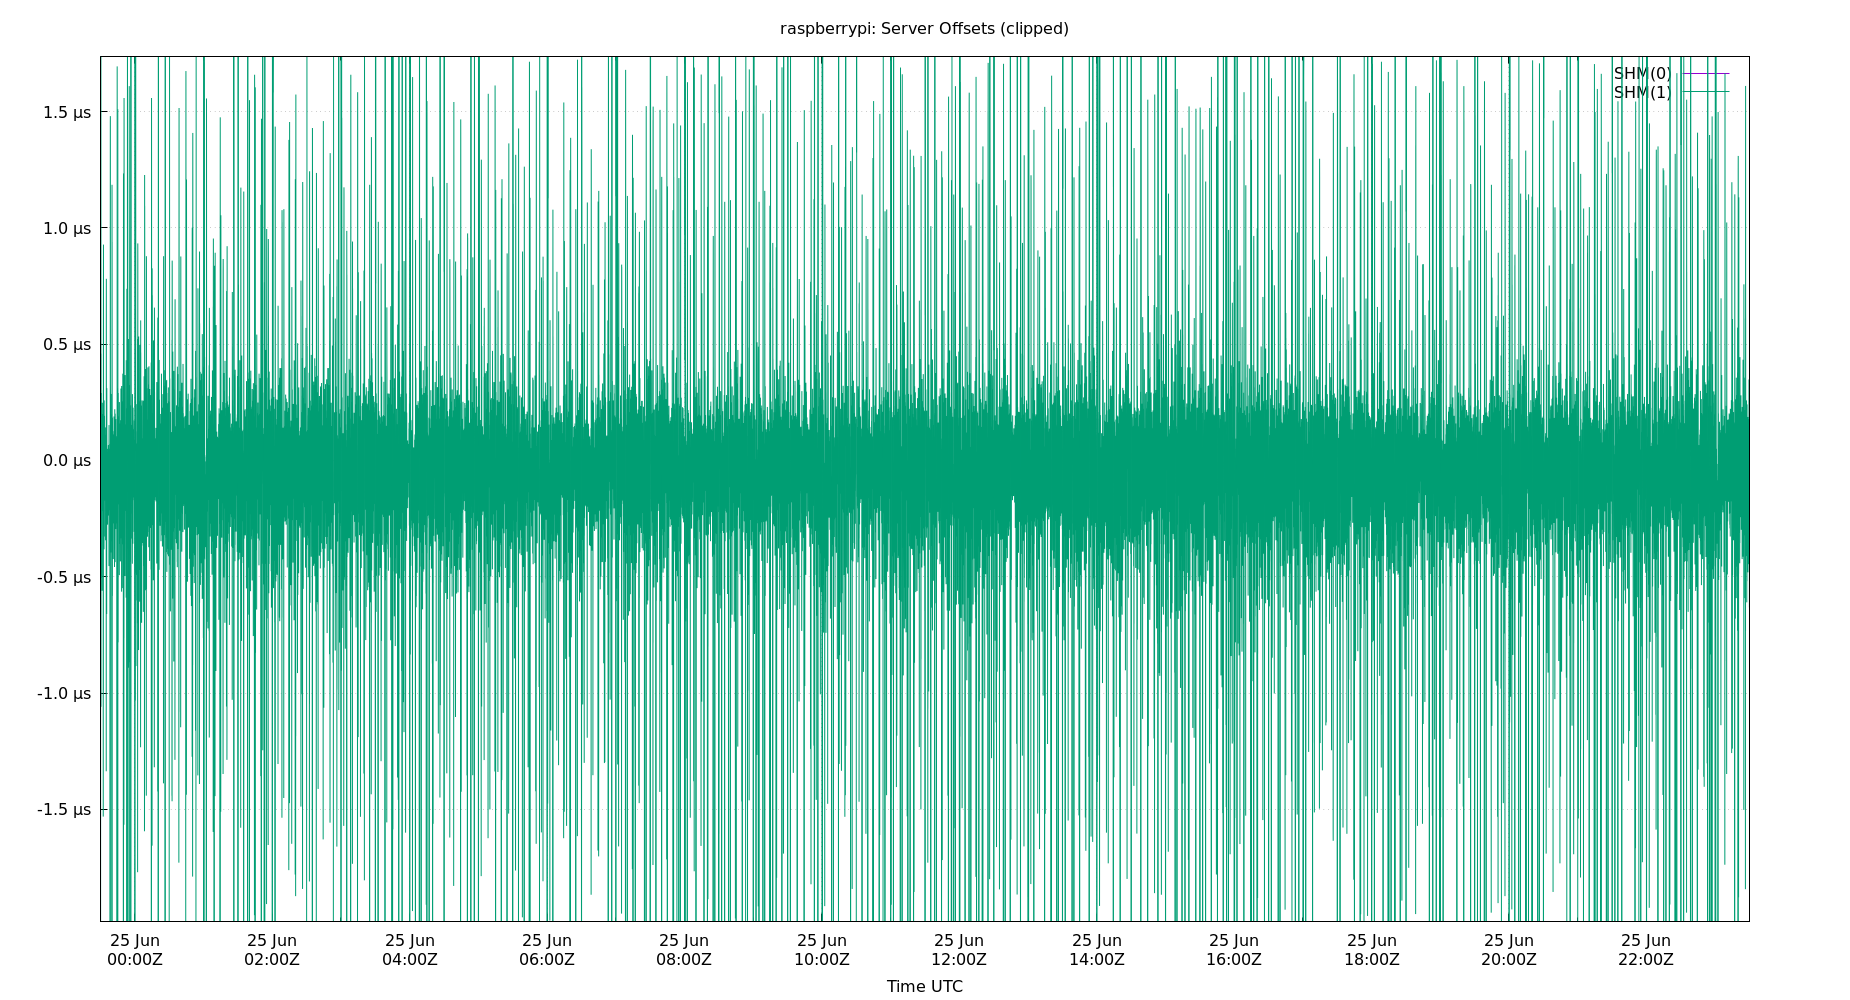 raspberrypi: Server Offsets (clipped)
SHM(0)
SHM(1)
1.5 µs
1.0 µs
0.5 µs
0.0 µs
-0.5 µs
-1.0 µs
-1.5 µs
25 Jun 25 Jun 25 Jun 25 Jun 25 Jun 25 Jun 25 Jun 25 Jun 25 Jun 25 Jun 25 Jun 25 Jun
00:00Z 02:00Z 04:00Z 06:00Z 08:00Z 10:00Z 12:00Z 14:00Z 16:00Z 18:00Z 20:00Z 22:00Z
Time UTC